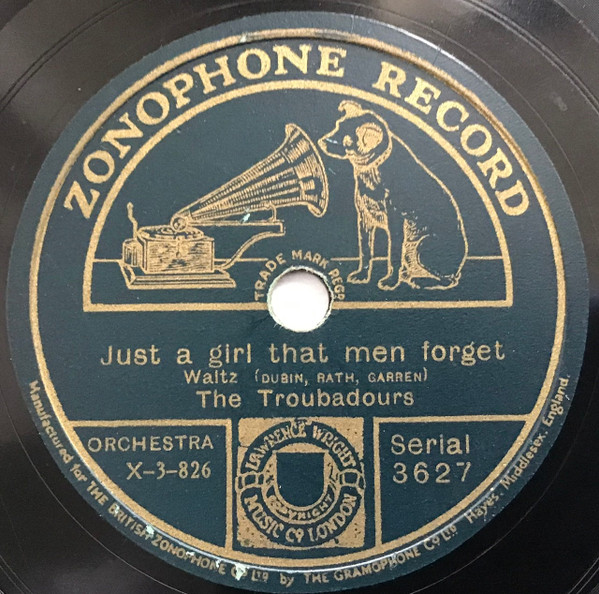 ZONOPHONE RECORD
TRADE MARK REGD
Just a girl that men forget
Waltz (DUBIN, RATH, GARREN)
The Troubadours
ORCHESTRA
X-3-826
LAWRENCE WRIGHT
COPYRIGHT
MUSIC Co LONDON
Serial
3627
Manufactured for THE BRITISH ZONOPHONE Co LTD by THE GRAMOPHONE Co LTD Hayes, Middlesex, England.